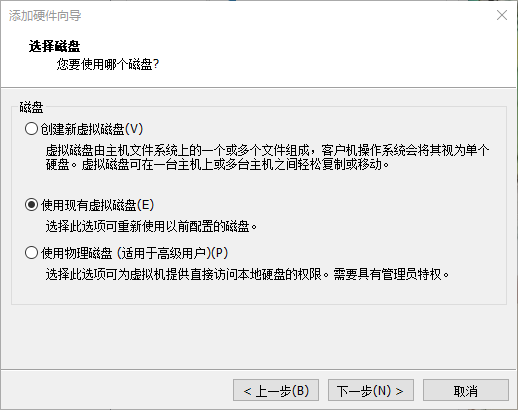 添加硬件向导
选择磁盘
您要使用哪个磁盘?
磁盘
创建新虚拟磁盘(V)
虚拟磁盘由主机文件系统上的一个或多个文件组成，客户机操作系统会将其视为单个
硬盘。虚拟磁盘可在一台主机上或多台主机之间轻松复制或移动。
使用现有虚拟磁盘(E)
选择此选项可重新使用以前配置的磁盘。
使用物理磁盘 (适用于高级用户)(P)
选择此选项可为虚拟机提供直接访问本地硬盘的权限。需要具有管理员特权。
< 上一步(B) 下一步(N) > 取消